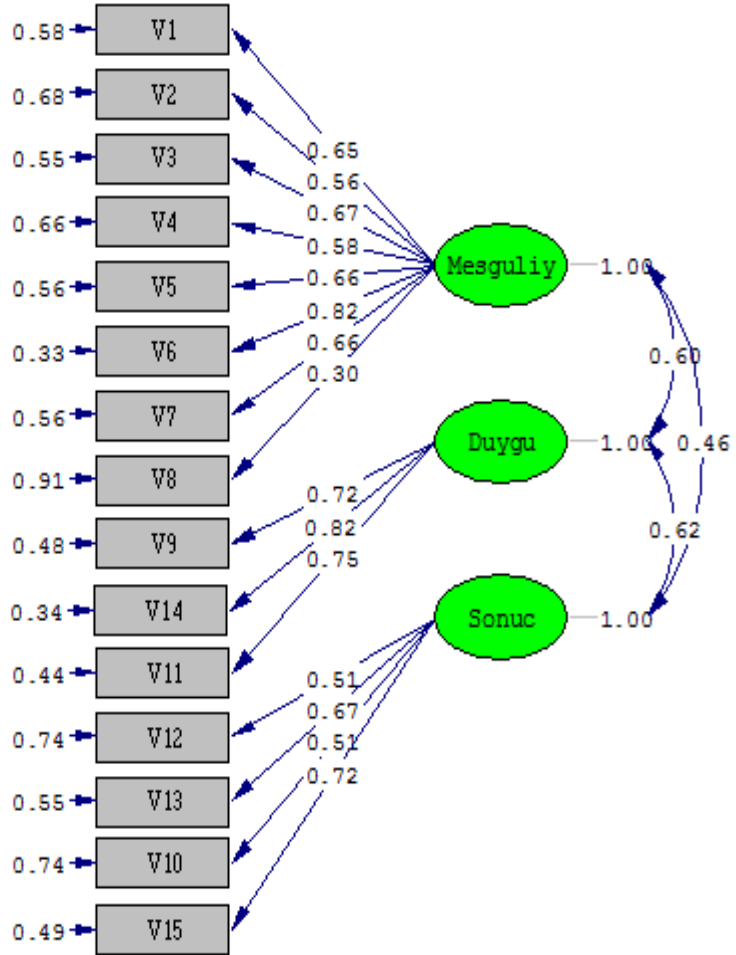 0.58 V1
0.68 V2
0.55 V3
0.66 V4
0.56 V5
0.33 V6
0.56 V7
0.91 V8
0.48 V9
0.34 V14
0.44 V11
0.74 V12
0.55 V13
0.74 V10
0.49 V15
0.65
0.56
0.67
0.58
0.66
0.82
0.66
0.30
0.72
0.82
0.75
0.51
0.67
0.51
0.72
Mesguliy 1.00
Duygu 1.00
Sonuc 1.00
0.60
0.46
0.62